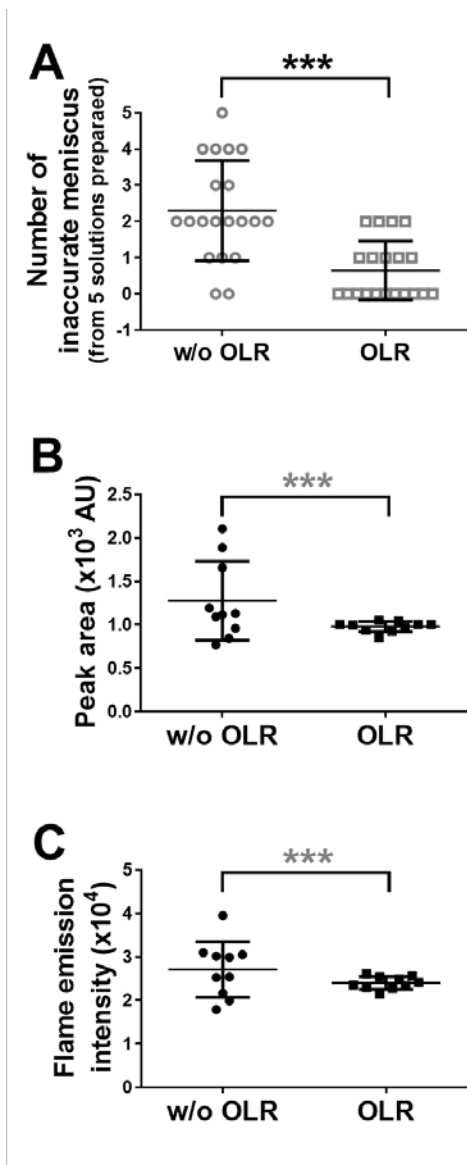 A
***
Number of
inaccurate meniscus
(from 5 solutions preparaed)
5
4
3
2
1
0
-1
w/o OLR
OLR
B
***
Peak area (x10³ AU)
2.5
2.0
1.5
1.0
0.5
0.0
w/o OLR
OLR
C
***
Flame emission
intensity (x10⁴)
5
4
3
2
1
0
w/o OLR
OLR